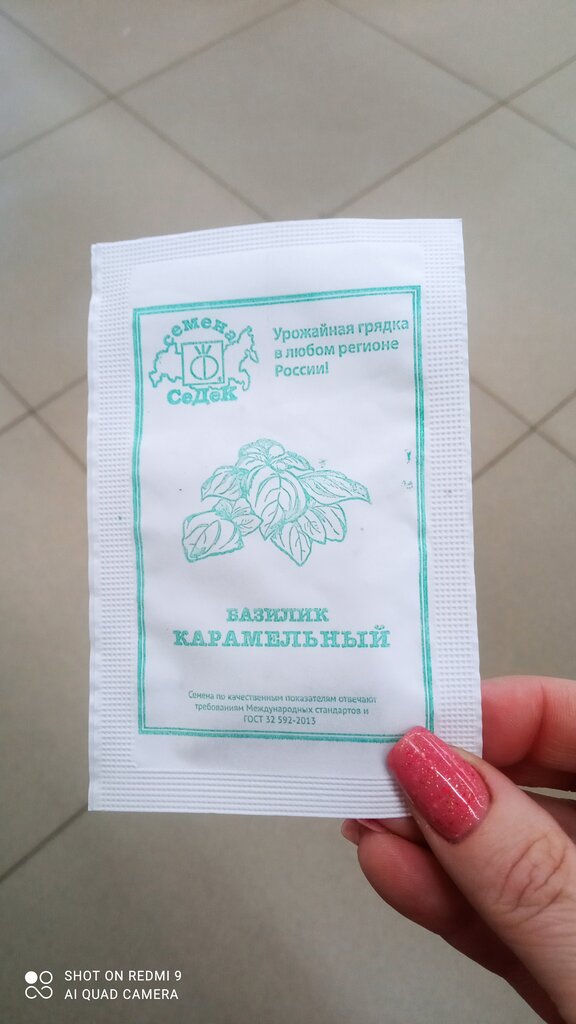 семена
СеДеК
Урожайная грядка
в любом регионе
России!
БАЗИЛИК
КАРАМЕЛЬНЫЙ
Семена по качественным показателям отвечают
требованиям Международных стандартов и
ГОСТ 32 592-2013
SHOT ON REDMI 9
AI QUAD CAMERA